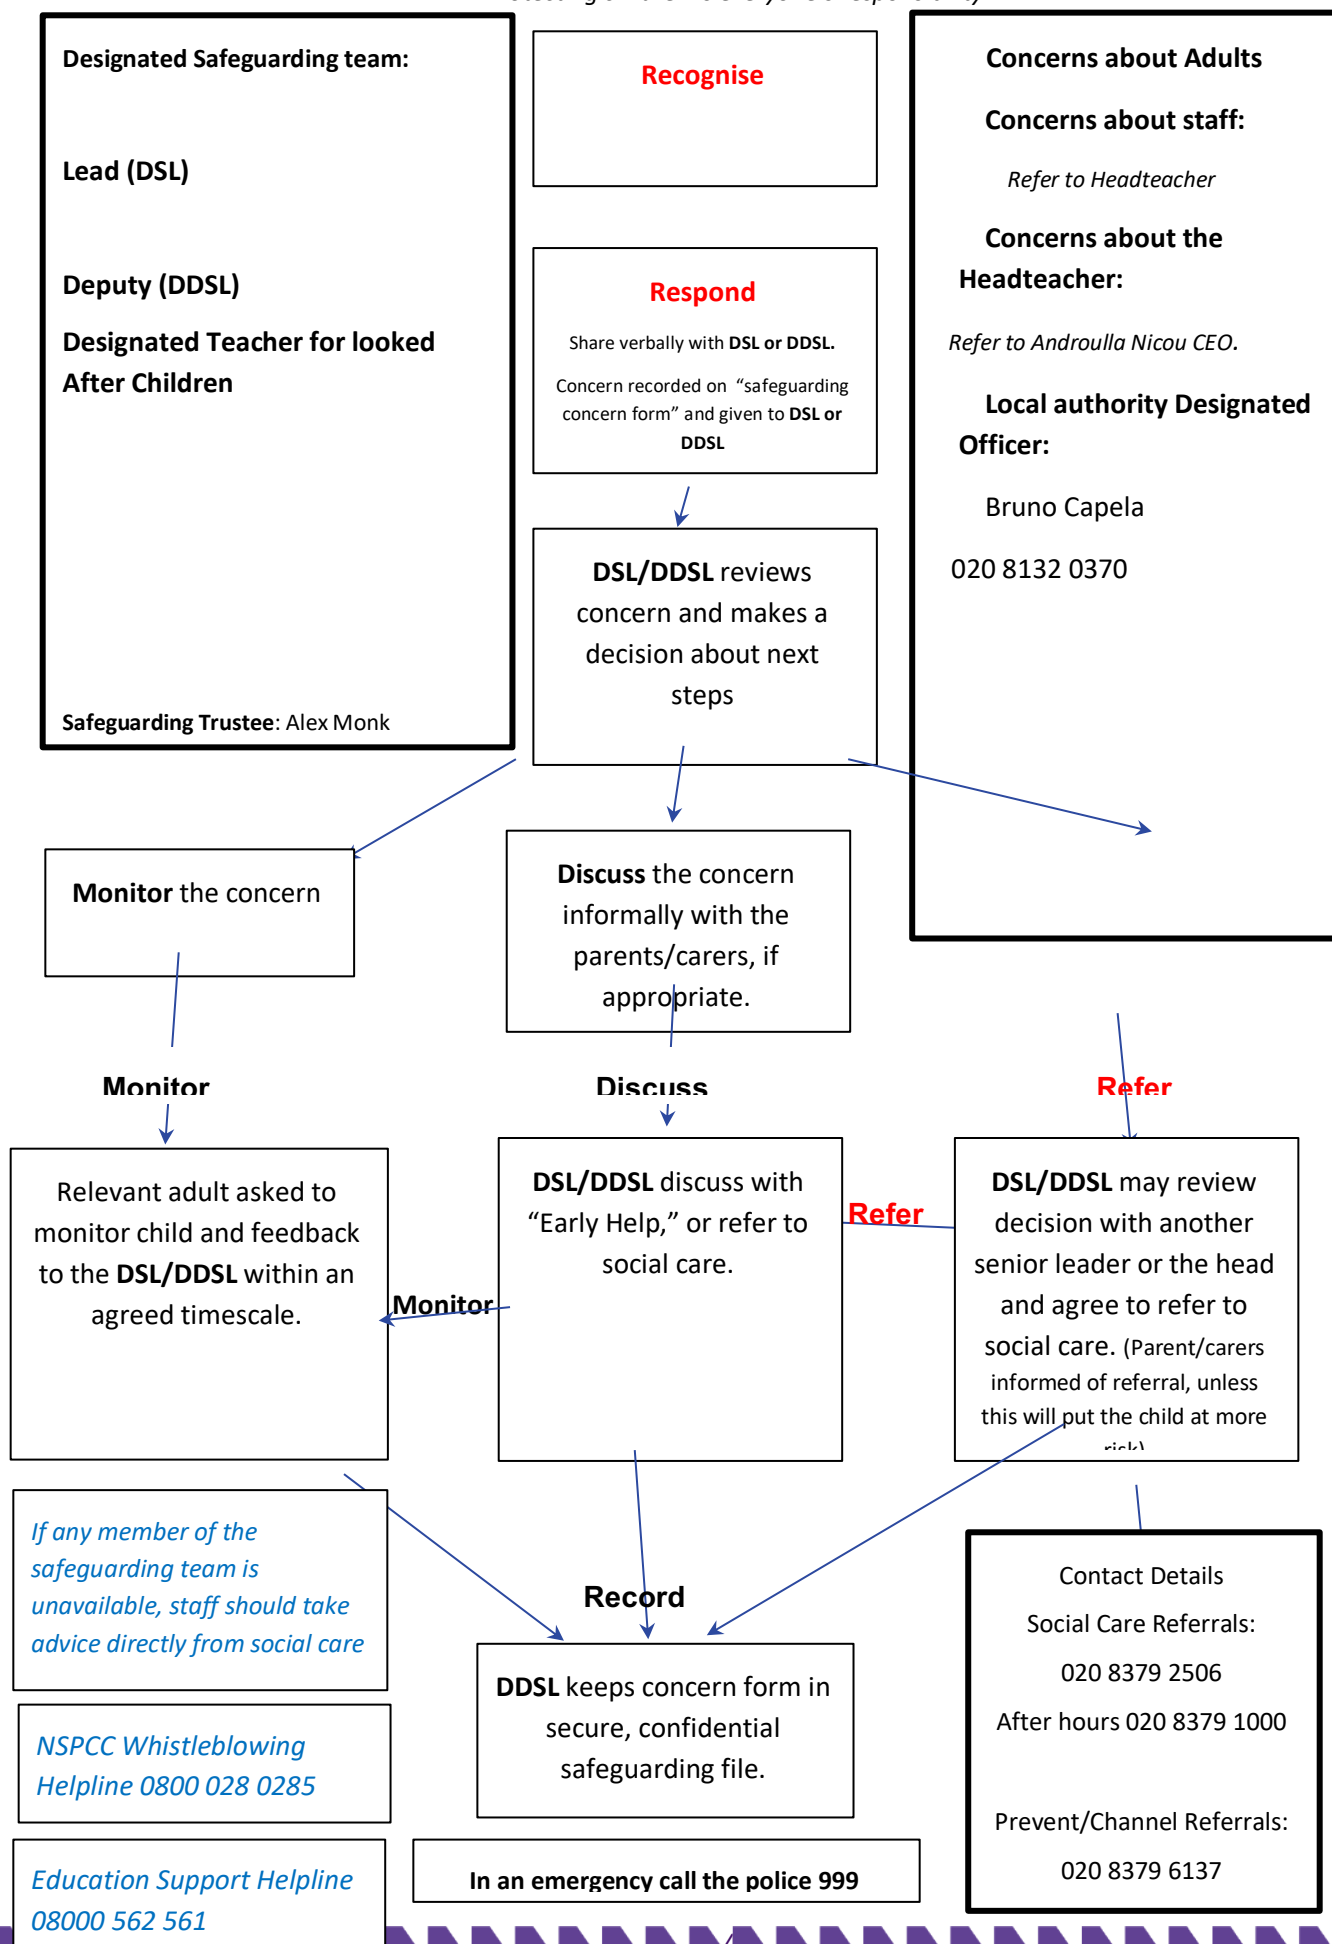 Designated Safeguarding team:
Lead (DSL)
Deputy (DDSL)
Designated Teacher for looked
After Children
Safeguarding Trustee: Alex Monk
Recognise
Respond
Share verbally with DSL or DDSL.
Concern recorded on “safeguarding
concern form” and given to DSL or
DDSL
Concerns about Adults
Concerns about staff:
Refer to Headteacher
Concerns about the
Headteacher:
Refer to Androulla Nicou CEO.
Local authority Designated
Officer:
Bruno Capela
020 8132 0370
DSL/DDSL reviews
concern and makes a
decision about next
steps
Monitor the concern
Discuss the concern
informally with the
parents/carers, if
appropriate.
Monitor
Discuss
Refer
Relevant adult asked to
monitor child and feedback
to the DSL/DDSL within an
agreed timescale.
Monitor
DSL/DDSL discuss with
“Early Help,” or refer to
social care.
Refer
DSL/DDSL may review
decision with another
senior leader or the head
and agree to refer to
social care. (Parent/carers
informed of referral, unless
this will put the child at more
risk)
If any member of the
safeguarding team is
unavailable, staff should take
advice directly from social care
NSPCC Whistleblowing
Helpline 0800 028 0285
Education Support Helpline
08000 562 561
Record
DDSL keeps concern form in
secure, confidential
safeguarding file.
In an emergency call the police 999
Contact Details
Social Care Referrals:
020 8379 2506
After hours 020 8379 1000
Prevent/Channel Referrals:
020 8379 6137